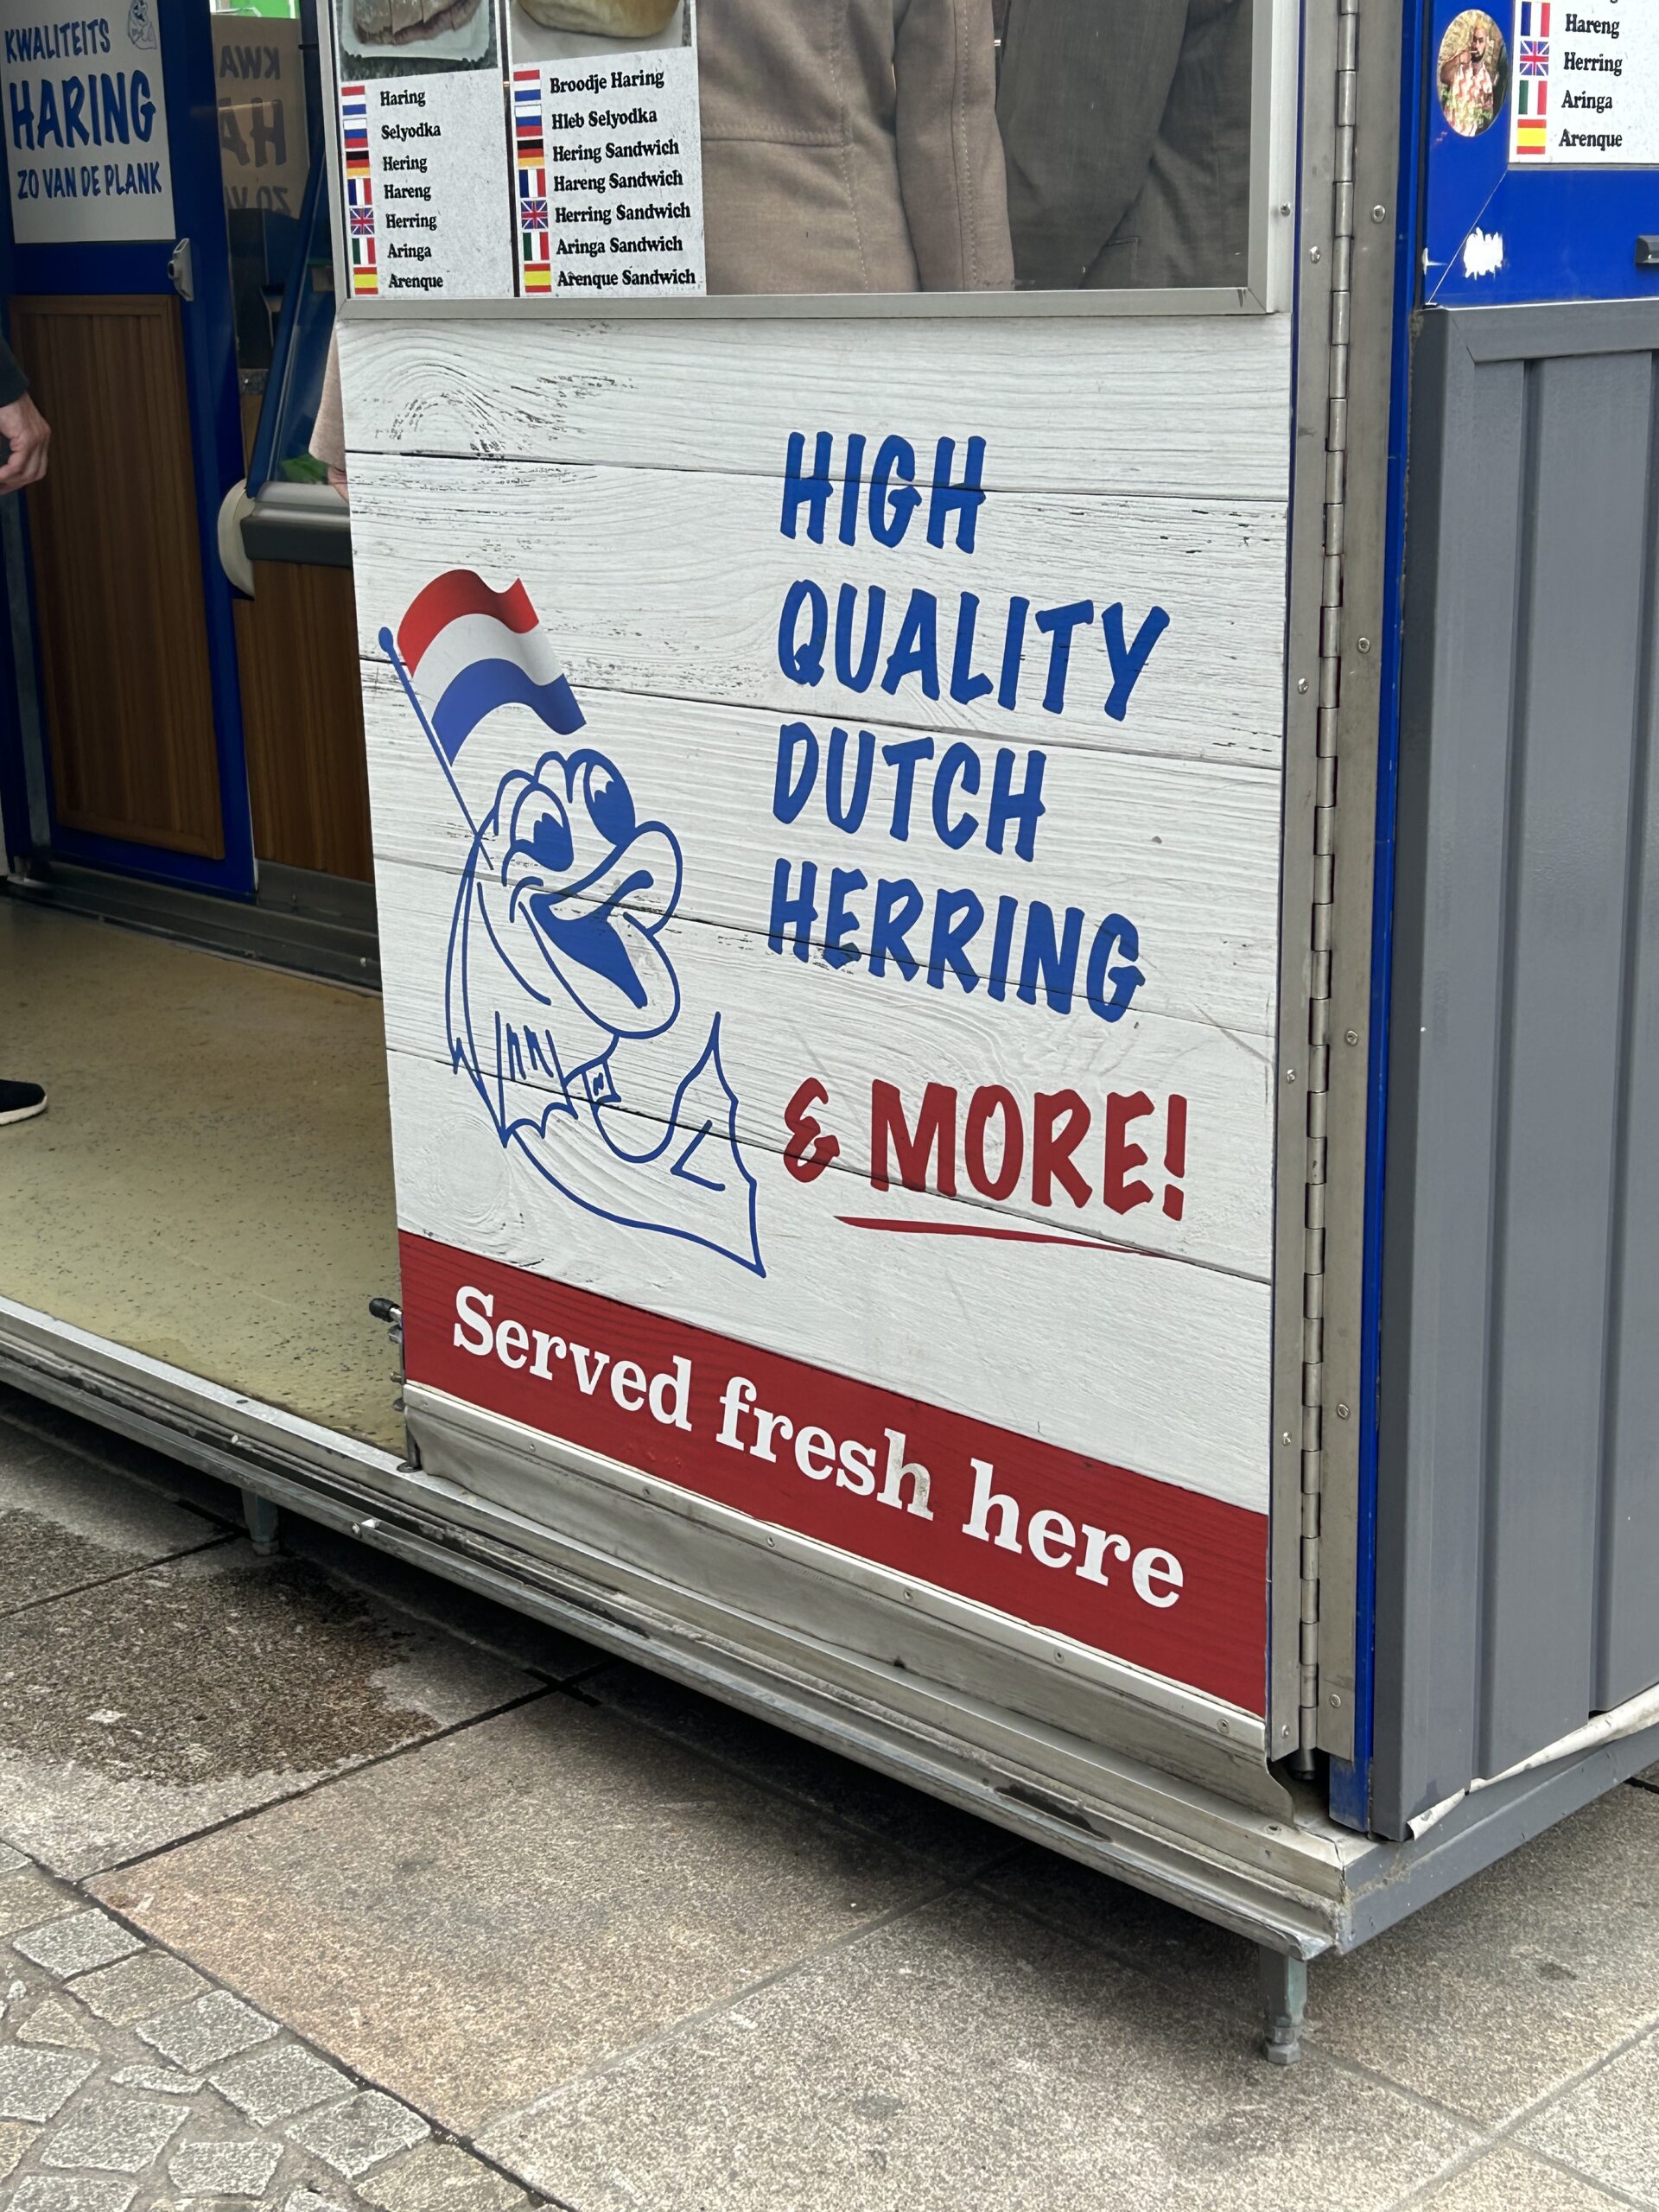 KWALITEITS
HARING
ZO VAN DE PLANK
Haring
Selyodka
Hering
Hareng
Herring
Aringa
Arenque
Broodje Haring
Hleb Selyodka
Hering Sandwich
Hareng Sandwich
Herring Sandwich
Aringa Sandwich
Arenque Sandwich
Hareng
Herring
Aringa
Arenque
HIGH
QUALITY
DUTCH
HERRING
& MORE!
Served fresh here